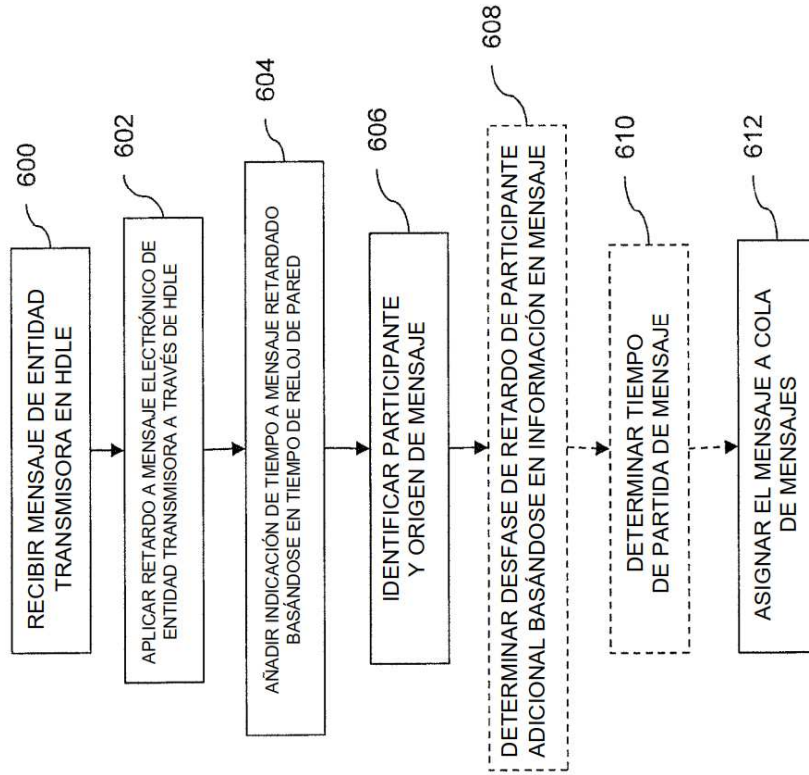 RECIBIR MENSAJE DE ENTIDAD
TRANSMISORA EN HDLE
600
APLICAR RETARDO A MENSAJE ELECTRÓNICO DE
ENTIDAD TRANSMISORA A TRAVÉS DE HDLE
602
AÑADIR INDICACIÓN DE TIEMPO A MENSAJE RETARDADO
BASÁNDOSE EN TIEMPO DE RELOJ DE PARED
604
IDENTIFICAR PARTICIPANTE
Y ORIGEN DE MENSAJE
606
DETERMINAR DESFASE DE RETARDO DE PARTICIPANTE
ADICIONAL BASÁNDOSE EN INFORMACIÓN EN MENSAJE
608
DETERMINAR TIEMPO
DE PARTIDA DE MENSAJE
610
ASIGNAR EL MENSAJE A COLA
DE MENSAJES
612